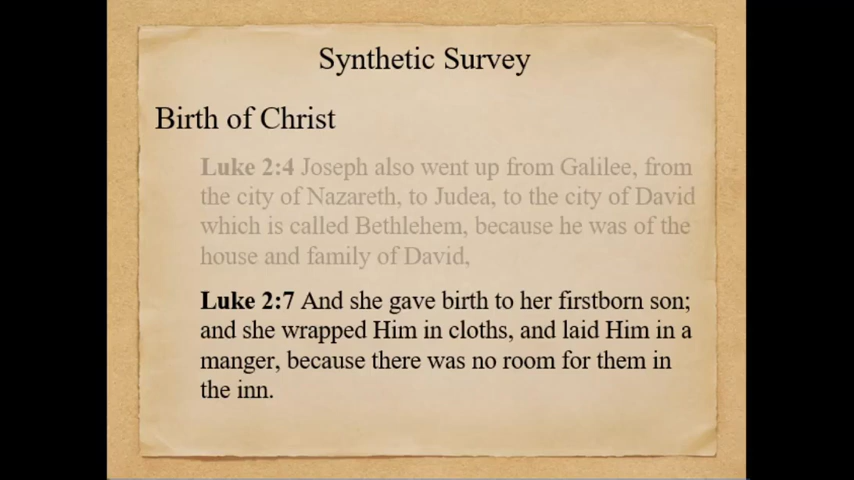 Synthetic Survey
Birth of Christ
Luke 2:4 Joseph also went up from Galilee, from
the city of Nazareth, to Judea, to the city of David
which is called Bethlehem, because he was of the
house and family of David,
Luke 2:7 And she gave birth to her firstborn son;
and she wrapped Him in cloths, and laid Him in a
manger, because there was no room for them in
the inn.